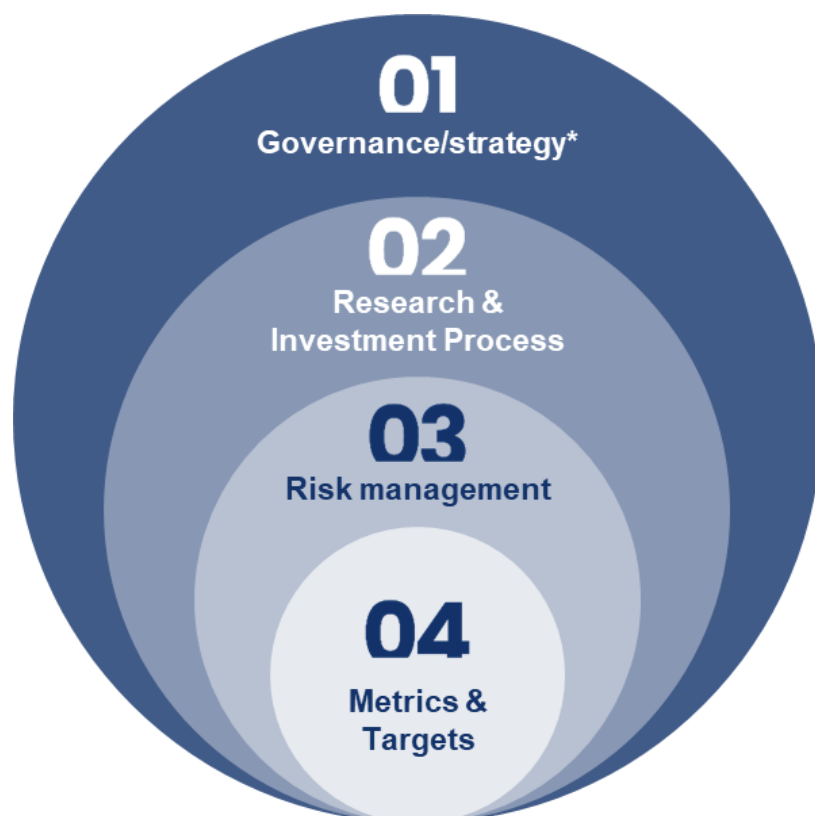 01
Governance/strategy*
02
Research &
Investment Process
03
Risk management
04
Metrics &
Targets